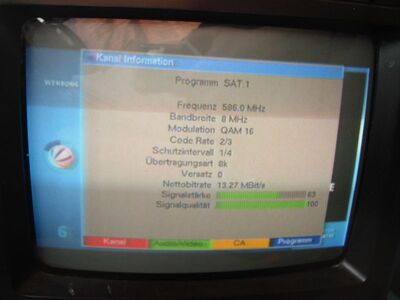 Kanal Information
WERBUNG
Programm SAT.1
Frequenz 586.0 MHz
Bandbreite 8 MHz
Modulation QAM 16
Code Rate 2/3
Schutzintervall 1/4
Übertragungsart 8k
Versatz 0
Nettobitrate 13.27 MBit/s
Signalstärke 83
Signalqualität 100
Kanal Audio/Video CA Programm